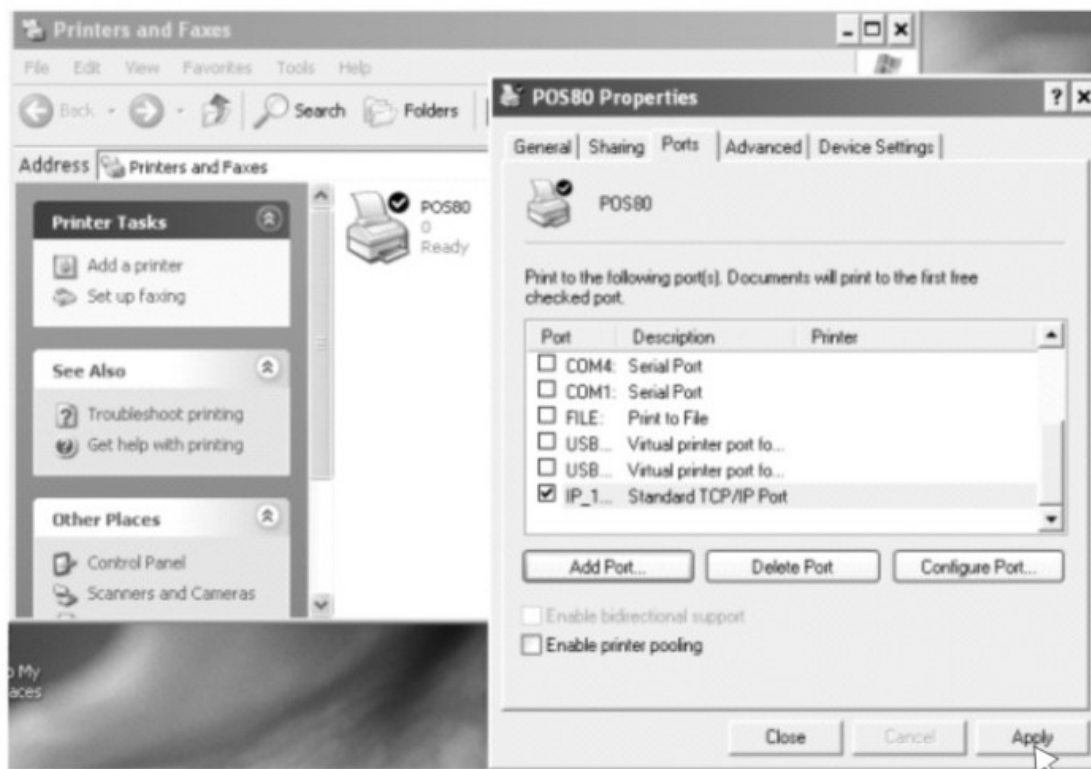 Printers and Faxes
File Edit View Favorites Tools Help
Back Search Folders
Address Printers and Faxes
Printer Tasks
Add a printer
Set up faxing
See Also
Troubleshoot printing
Get help with printing
Other Places
Control Panel
Scanners and Cameras
POS80
0
Ready
My
aces
POS80 Properties
General Sharing Ports Advanced Device Settings
POS80
Print to the following port(s). Documents will print to the first free
checked port.
Port Description Printer
COM4: Serial Port
COM1: Serial Port
FILE: Print to File
USB... Virtual printer port fo...
USB... Virtual printer port fo...
IP_1... Standard TCP/IP Port
Add Port... Delete Port Configure Port...
Enable bidirectional support
Enable printer pooling
Close Cancel Apply